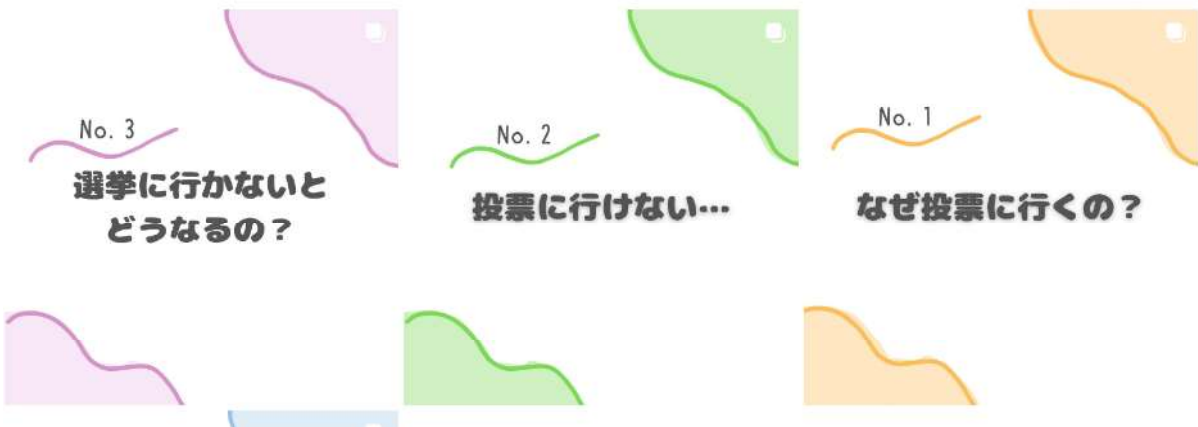 No. 3
選挙に行かないと
どうなるの？
No. 2
投票に行けない…
No. 1
なぜ投票に行くの？